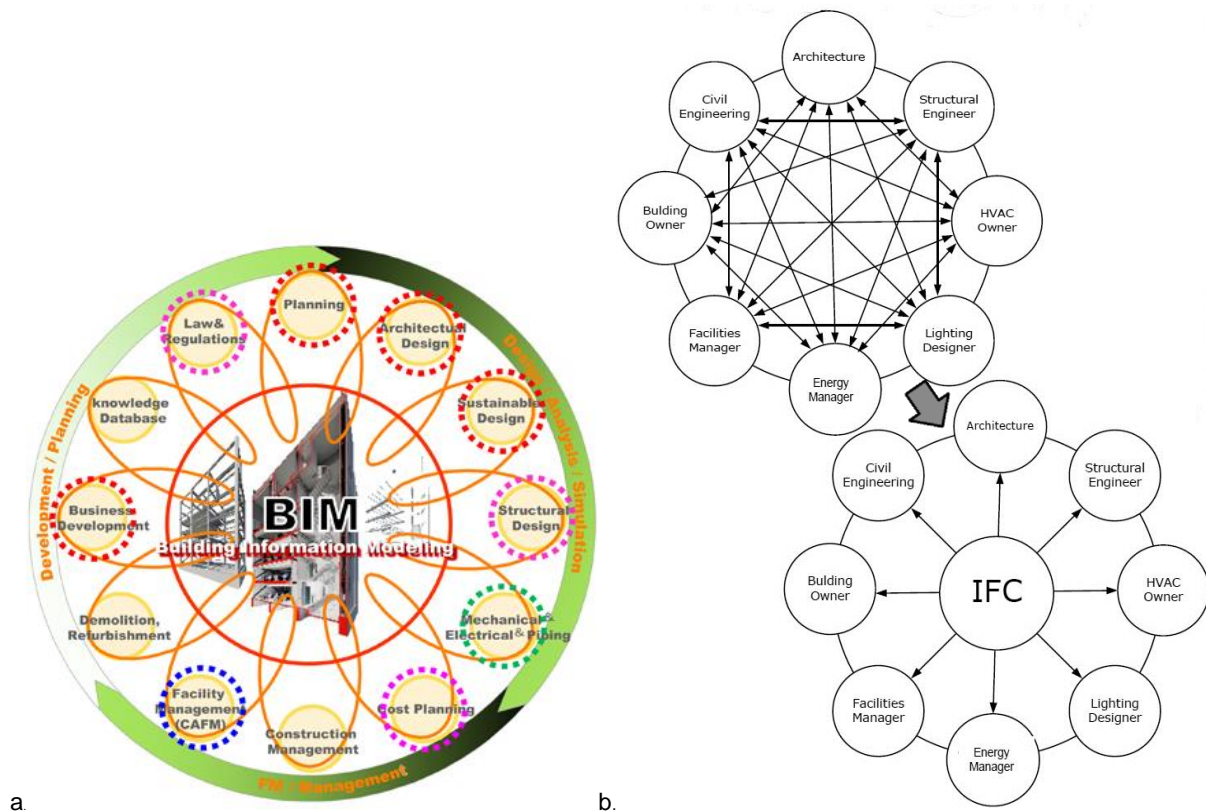 Planning
Architectual
Design
Sustainable
Design
Structural
Design
Mechanical&
Electrical&Piping
Cost Planning
Construction
Management
Facility
Management
(CAFM)
Demolition,
Refurbishment
Business
Development
knowledge
Database
Law&
Regulations
BIM
Building Information Modeling
Development / Planning
Design / Analysis / Simulation
FM / Management
a.
Architecture
Structural
Engineer
HVAC
Owner
Lighting
Designer
Energy
Manager
Facilities
Manager
Bulding
Owner
Civil
Engineering
Architecture
Structural
Engineer
HVAC
Owner
Lighting
Designer
Energy
Manager
Facilities
Manager
Bulding
Owner
Civil
Engineering
IFC
b.